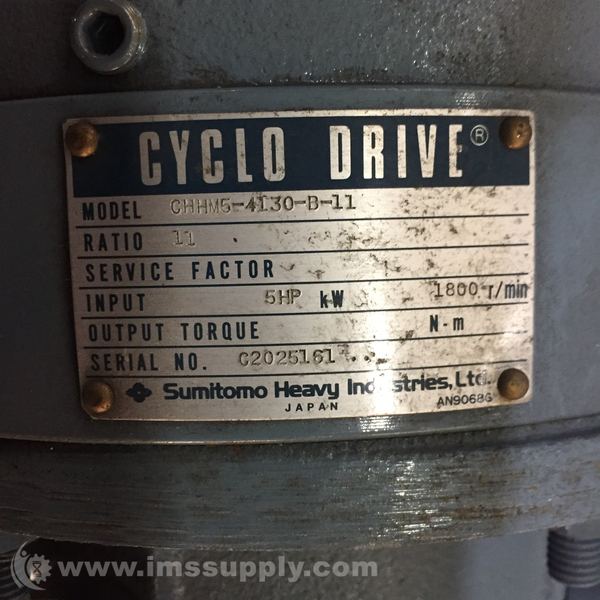 CYCLO DRIVE®
MODEL CHHM5-4130-B-11
RATIO 11
SERVICE FACTOR
INPUT 5HP kW 1800 r/min
OUTPUT TORQUE N-m
SERIAL NO. C2025161
Sumitomo Heavy Industries, Ltd.
JAPAN AN9068G
www.imssupply.com